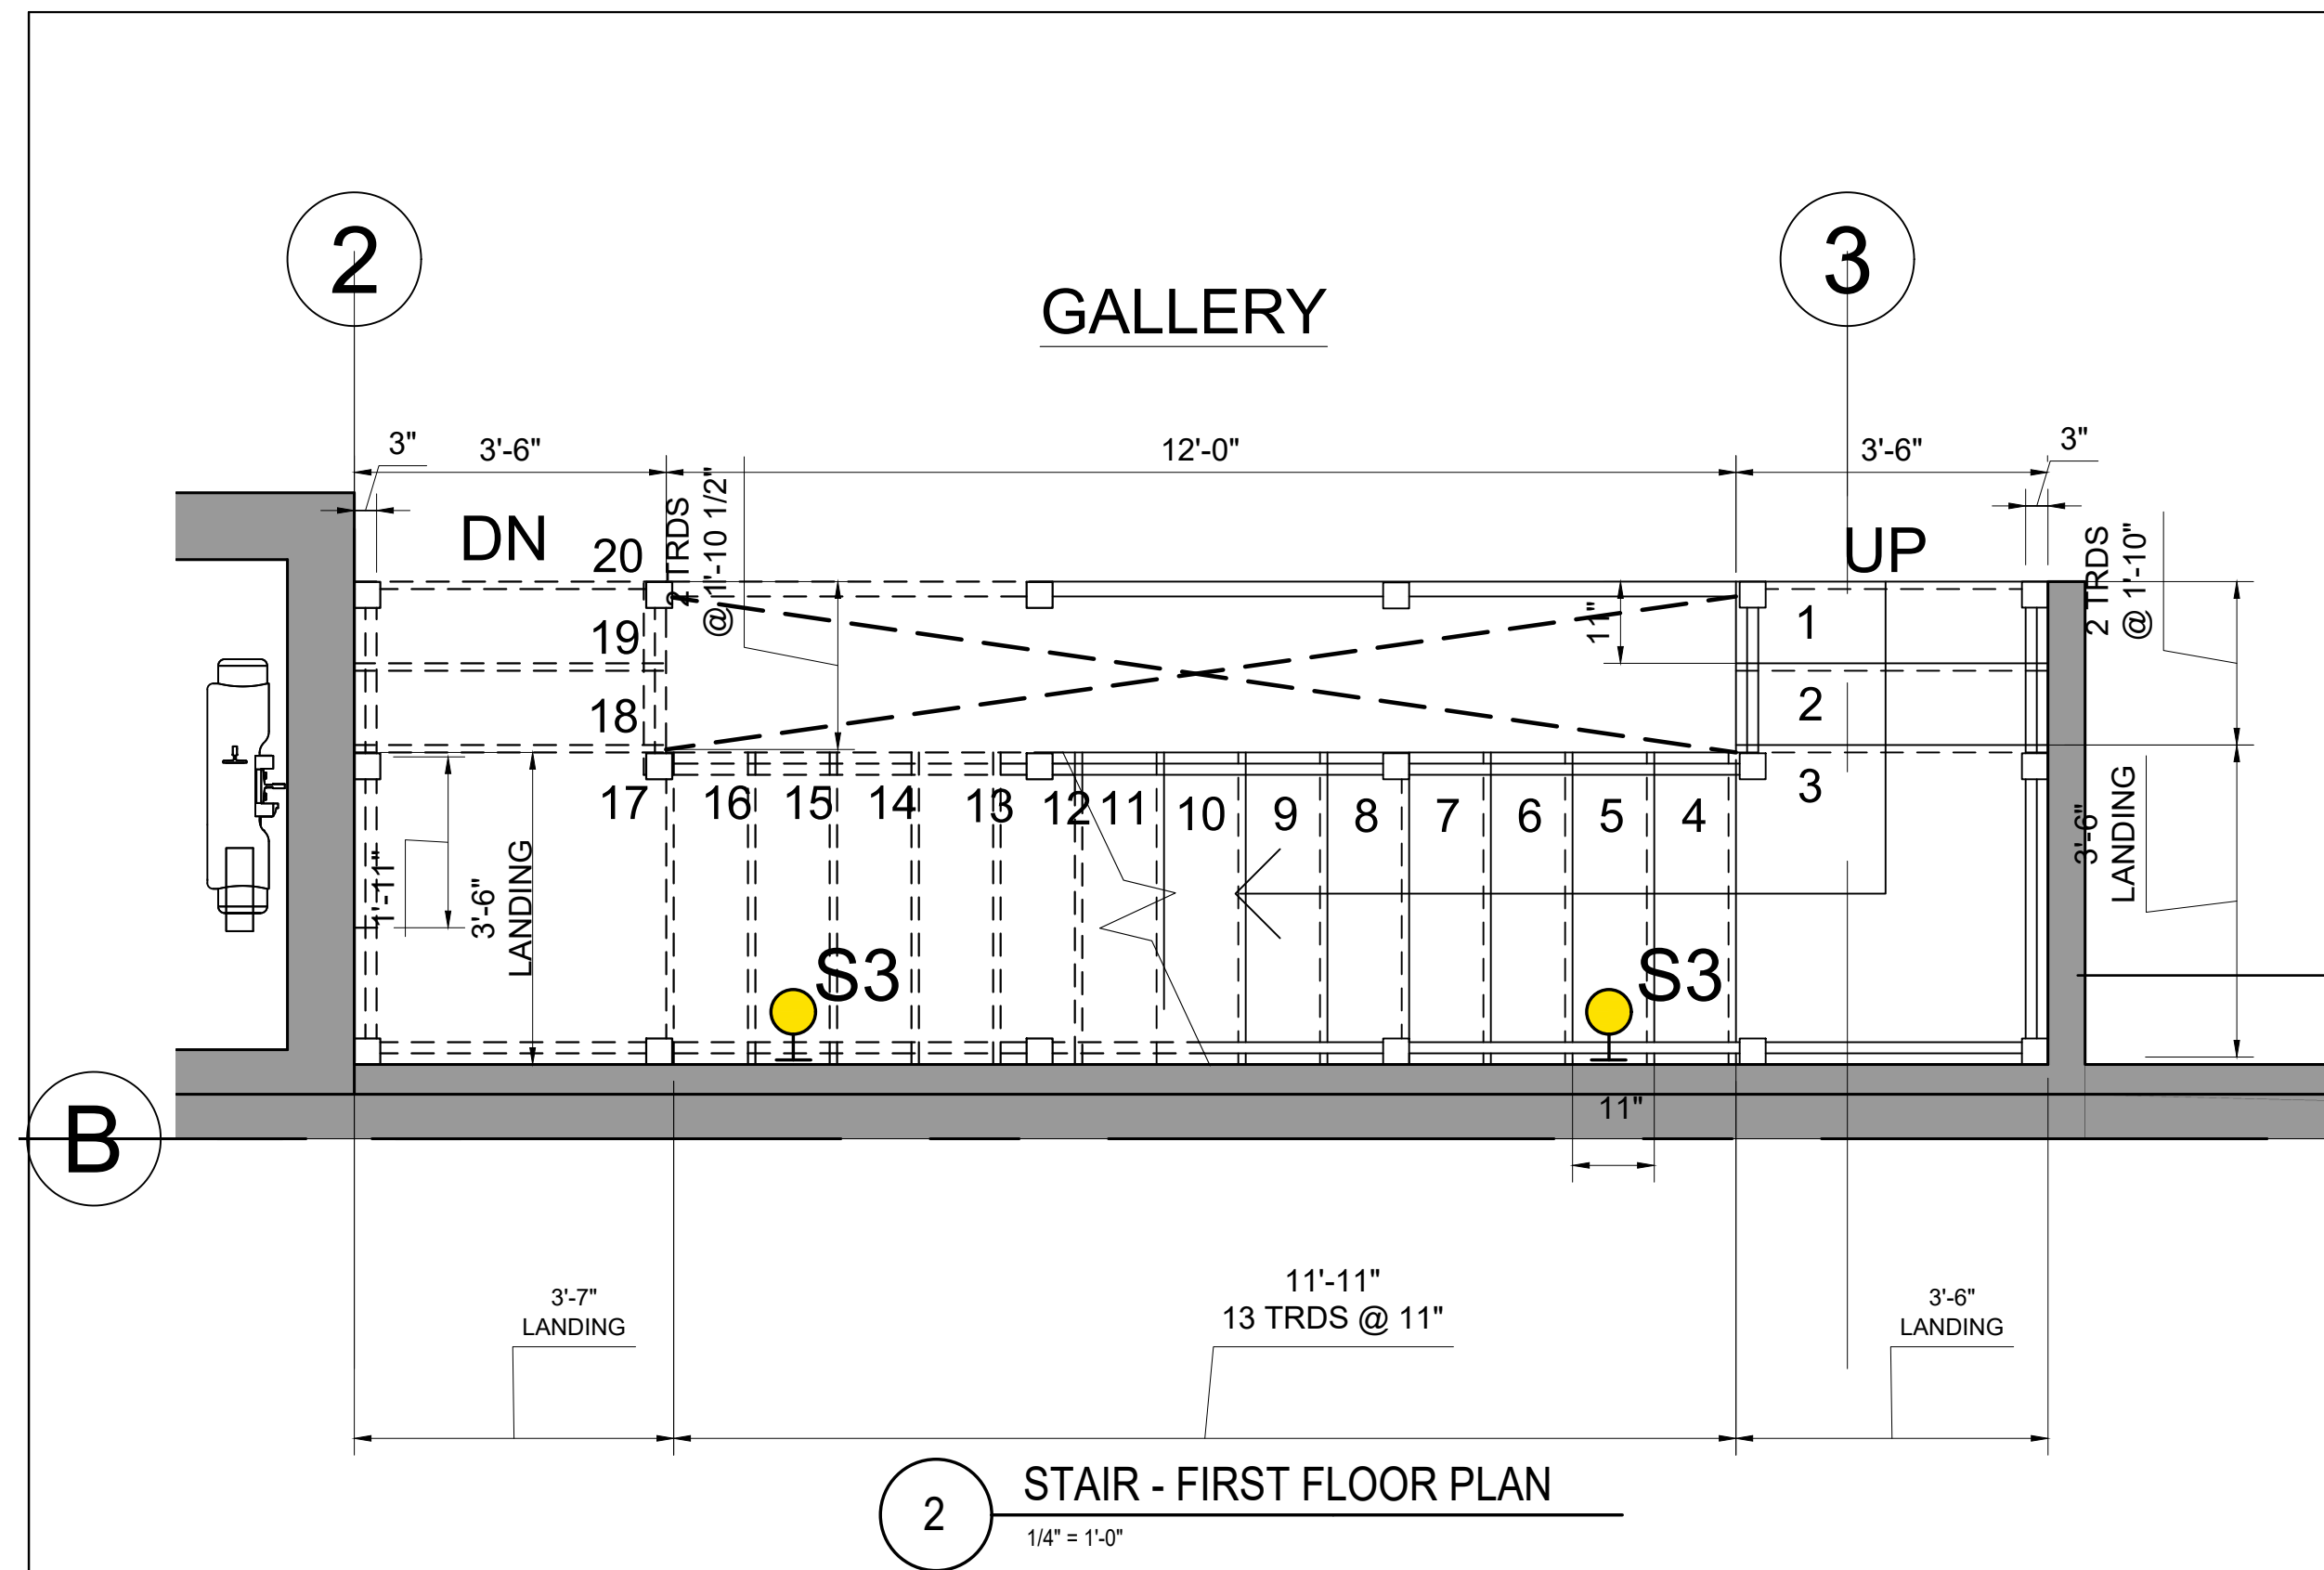 2
3
GALLERY
3"
3'-6"
12'-0"
3'-6"
3"
DN
UP
2 TRDS
@ 1'-10 1/2"
2 TRDS
@ 1'-10"
20
19
18
11"
1
2
3
17
16
15
14
13
12
11
10
9
8
7
6
5
4
1'-11"
3'-6"
LANDING
3'-6"
LANDING
S3
S3
B
11"
3'-7"
LANDING
11'-11"
13 TRDS @ 11"
3'-6"
LANDING
2
STAIR - FIRST FLOOR PLAN
1/4" = 1'-0"